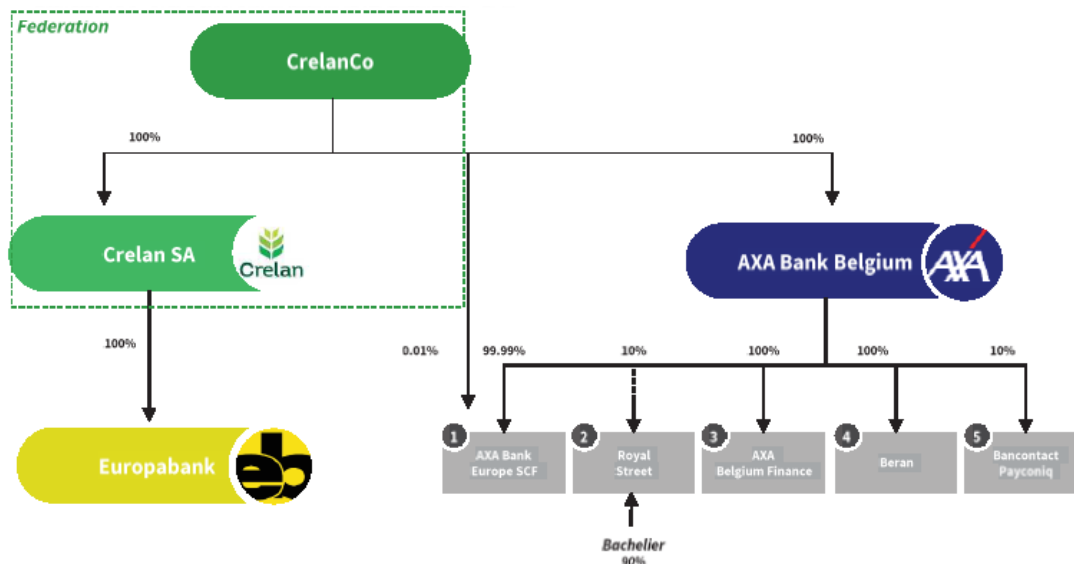 Federation
CrelanCo
100%
100%
Crelan SA
Crelan
AXA Bank Belgium
AXA
100%
0.01%
99.99%
10%
100%
100%
10%
Europabank
eb
1
AXA Bank
Europe SCF
2
Royal
Street
3
AXA
Belgium Finance
4
Beran
5
Bancontact
Payconiq
Bachelier
90%